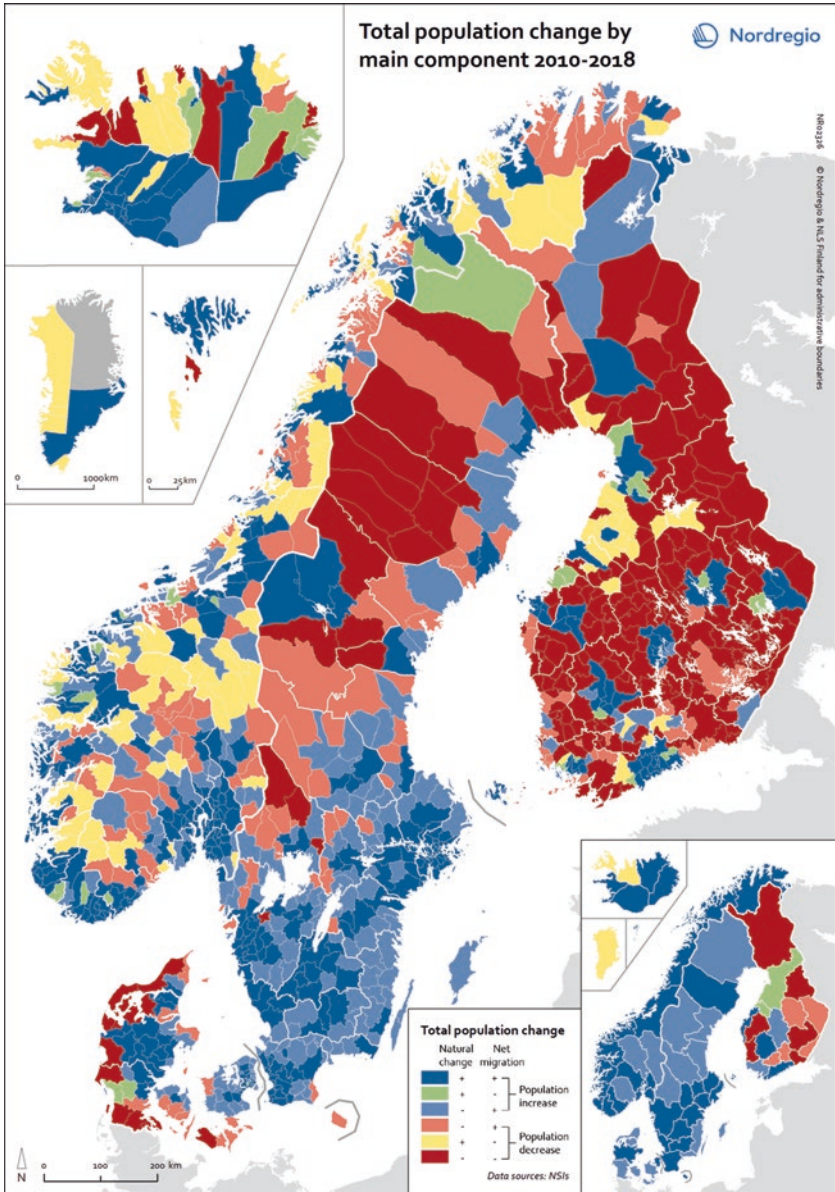 Total population change by
main component 2010-2018
Nordregio
NR02326 © Nordregio & NLS Finland for administrative boundaries
0 1000km
0 25km
Total population change
Natural change Net migration
+ +
+ - Population increase
- +
- +
+ - Population decrease
- -
Data sources: NSIs
N
0 100 200 km